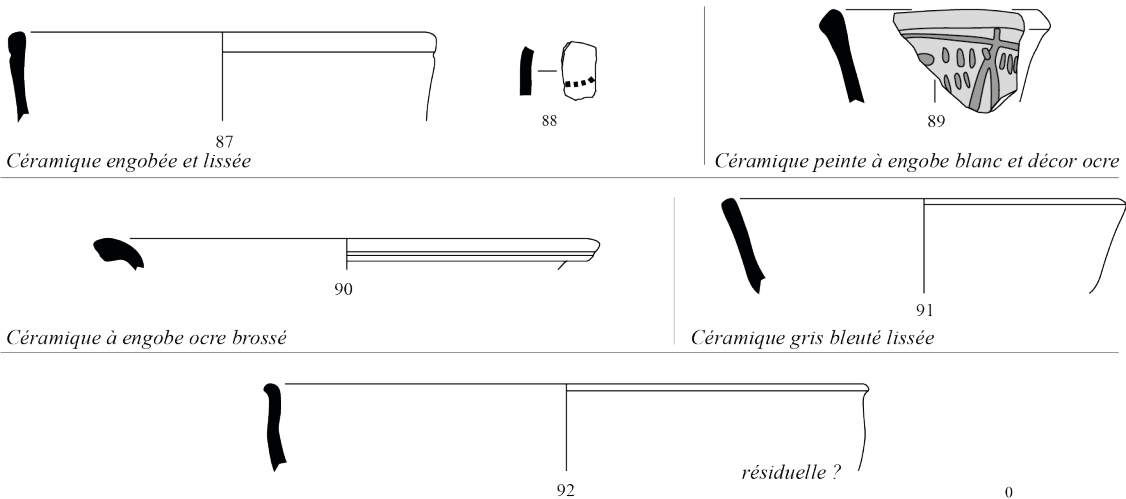 87
88
89
Céramique engobée et lissée
Céramique peinte à engobe blanc et décor ocre
90
91
Céramique à engobe ocre brossé
Céramique gris bleuté lissée
résiduelle ?
92
0